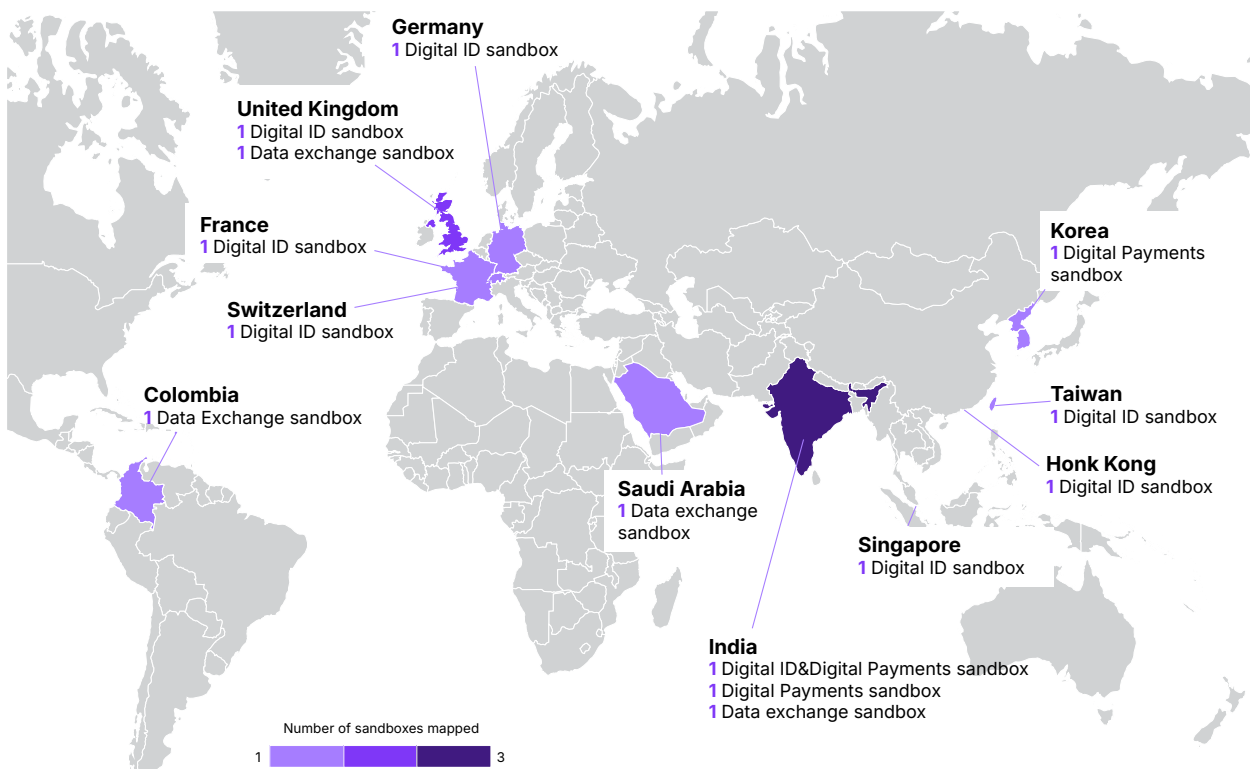 Germany
1 Digital ID sandbox
United Kingdom
1 Digital ID sandbox
1 Data exchange sandbox
France
1 Digital ID sandbox
Switzerland
1 Digital ID sandbox
Korea
1 Digital Payments
sandbox
Colombia
1 Data Exchange sandbox
Taiwan
1 Digital ID sandbox
Honk Kong
1 Digital ID sandbox
Saudi Arabia
1 Data exchange
sandbox
Singapore
1 Digital ID sandbox
India
1 Digital ID&Digital Payments sandbox
1 Digital Payments sandbox
1 Data exchange sandbox
Number of sandboxes mapped
1 3